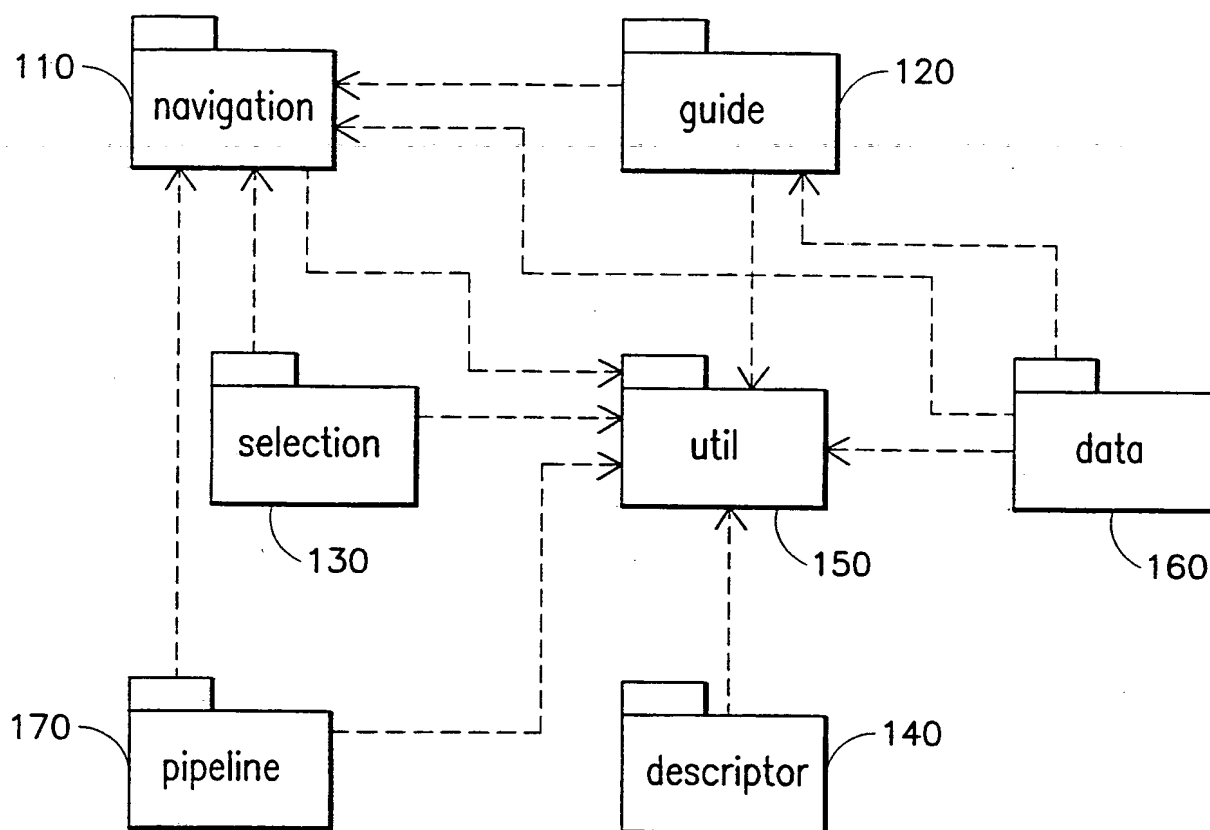 110
navigation
guide
120
selection
130
util
150
data
160
170
pipeline
descriptor
140